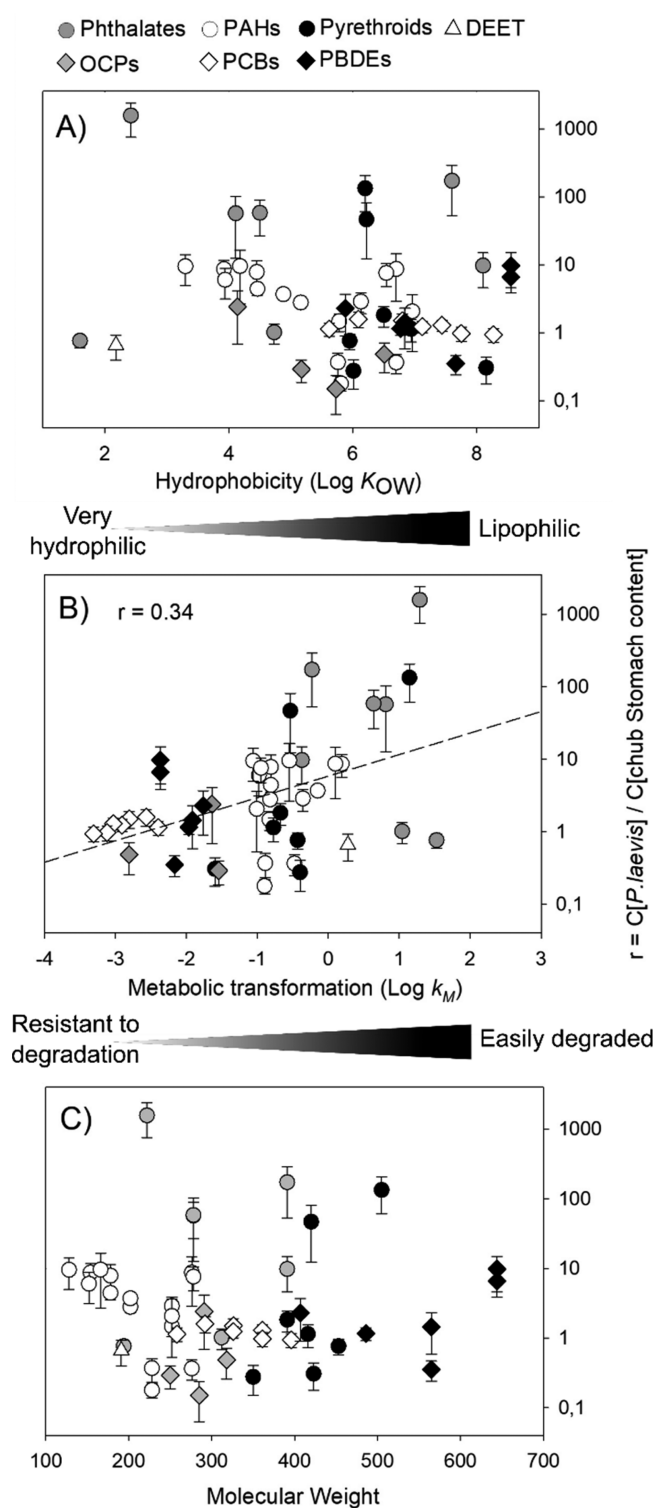 Phthalates PAHs Pyrethroids DEET
OCPs PCBs PBDEs
A)
1000
100
10
1
0,1
2 4 6 8
Hydrophobicity (Log KOW)
Very hydrophilic
Lipophilic
B) r = 0.34
1000
100
10
1
0,1
-4 -3 -2 -1 0 1 2 3
Metabolic transformation (Log kM)
Resistant to degradation
Easily degraded
r = C[P.laevis] / C[chub Stomach content]
C)
1000
100
10
1
0,1
100 200 300 400 500 600 700
Molecular Weight